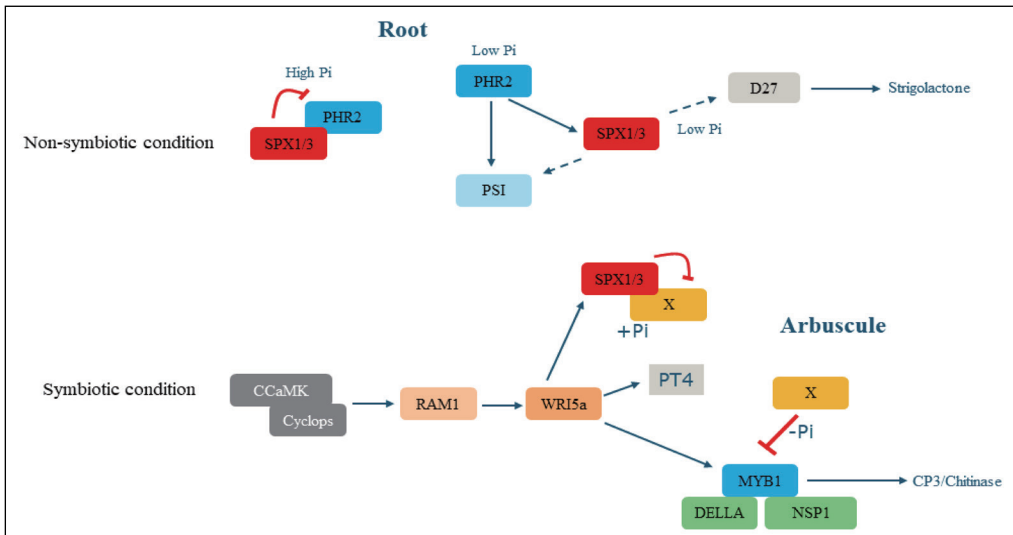 Root
Low Pi
High Pi
PHR2
D27
Strigolactone
PHR2
SPX1/3
SPX1/3
Low Pi
Non-symbiotic condition
PSI
SPX1/3
X
+Pi
Arbuscule
Symbiotic condition
CCaMK
Cyclops
RAM1
WRI5a
PT4
X
-Pi
MYB1
CP3/Chitinase
DELLA
NSP1